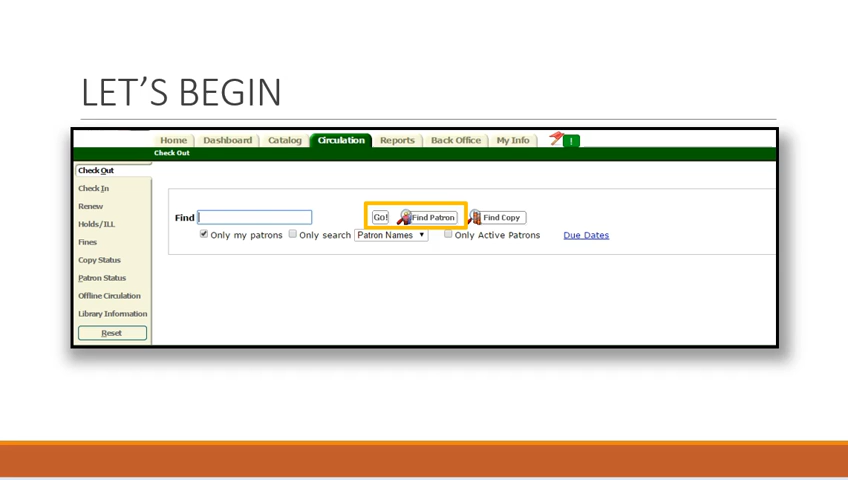 LET’S BEGIN
Home Dashboard Catalog Circulation Reports Back Office My Info !
Check Out
Check Out
Check In
Renew
Holds/ILL
Fines
Copy Status
Patron Status
Offline Circulation
Library Information
Reset
Find Go! Find Patron Find Copy
Only my patrons Only search Patron Names Only Active Patrons Due Dates